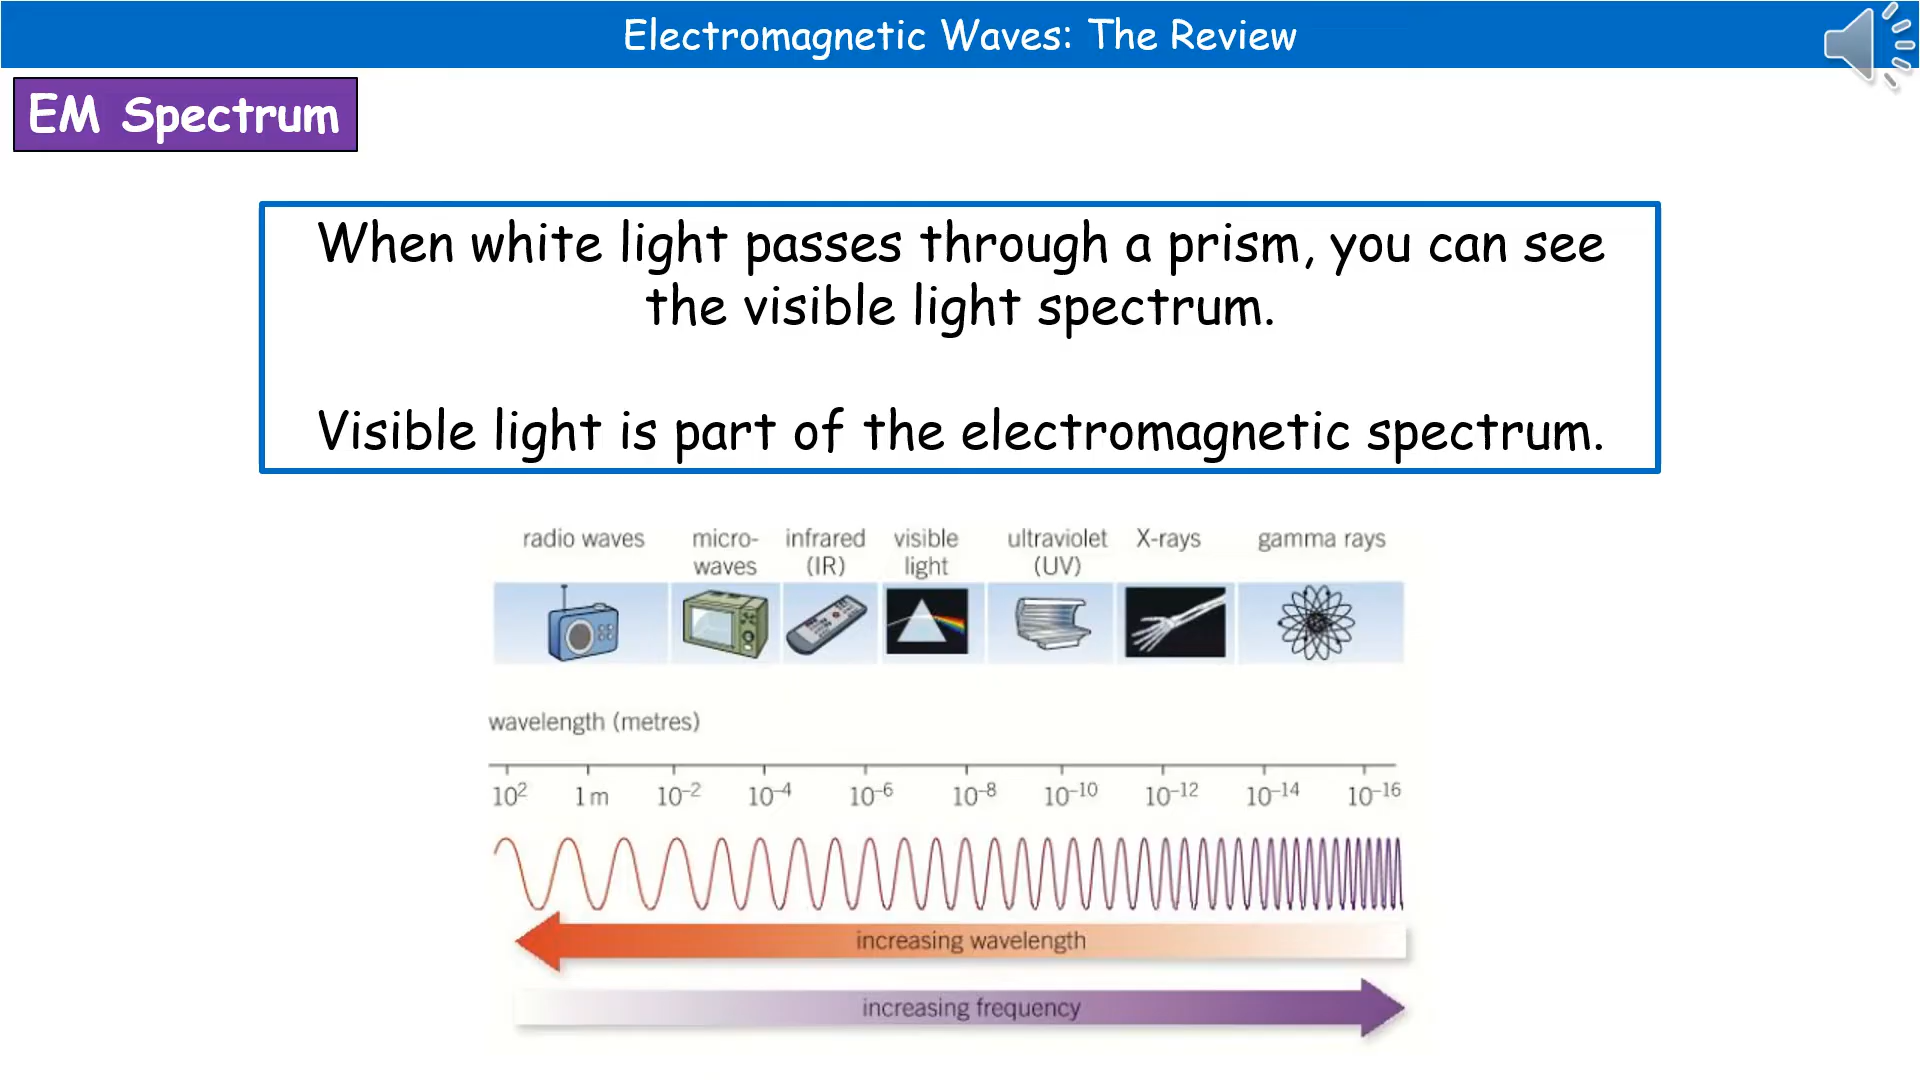 Electromagnetic Waves: The Review
EM Spectrum
When white light passes through a prism, you can see
the visible light spectrum.
Visible light is part of the electromagnetic spectrum.
radio waves
micro-
waves
infrared
(IR)
visible
light
ultraviolet
(UV)
X-rays
gamma rays
wavelength (metres)
10² 1 m 10⁻² 10⁻⁴ 10⁻⁶ 10⁻⁸ 10⁻¹⁰ 10⁻¹² 10⁻¹⁴ 10⁻¹⁶
increasing wavelength
increasing frequency